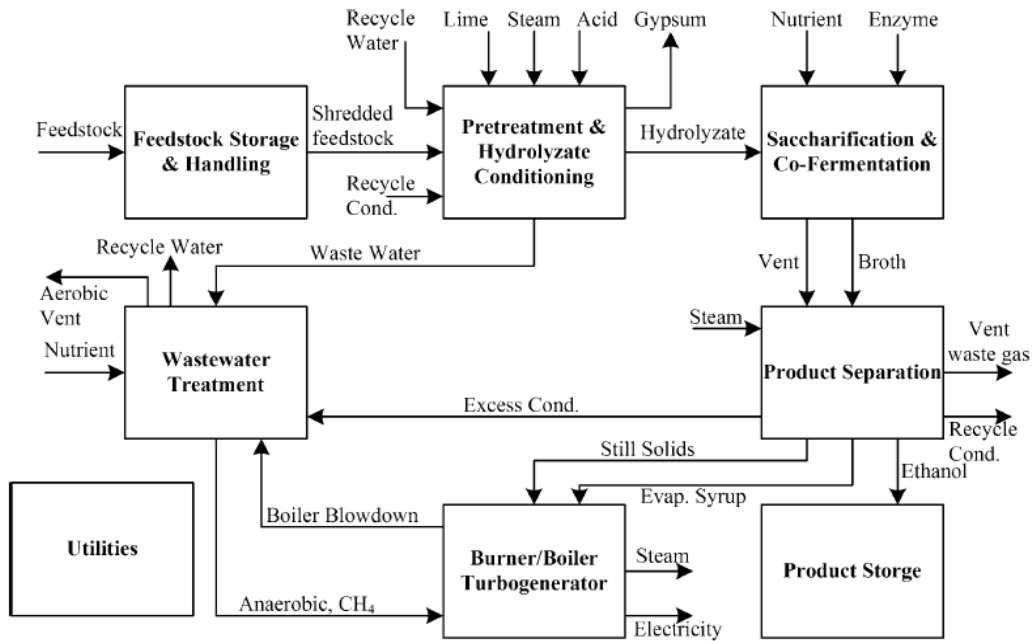 Recycle
Water
Lime
Steam
Acid
Gypsum
Nutrient
Enzyme
Feedstock
Feedstock Storage
& Handling
Shredded
feedstock
Recycle
Cond.
Pretreatment &
Hydrolyzate
Conditioning
Hydrolyzate
Saccharification &
Co-Fermentation
Recycle Water
Waste Water
Vent
Broth
Aerobic
Vent
Nutrient
Wastewater
Treatment
Steam
Product Separation
Vent
waste gas
Excess Cond.
Recycle
Cond.
Still Solids
Ethanol
Evap. Syrup
Utilities
Boiler Blowdown
Burner/Boiler
Turbogenerator
Steam
Product Storge
Anaerobic, CH₄
Electricity